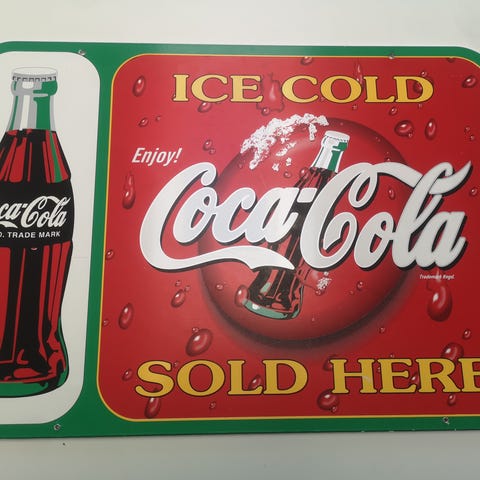 ca-Cola
D. TRADE MARK
ICE COLD
Enjoy!
Coca-Cola
Trademark Regd.
SOLD HERE